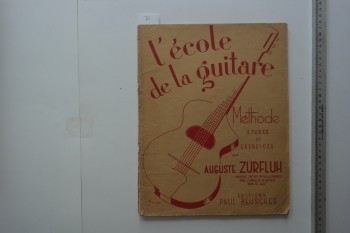 l'école
de la guitare
Méthode
ETUDES
ET
EXERCICES
PAR
AUGUSTE ZURFLUH
EDITIONS
PAUL BEUSCHER